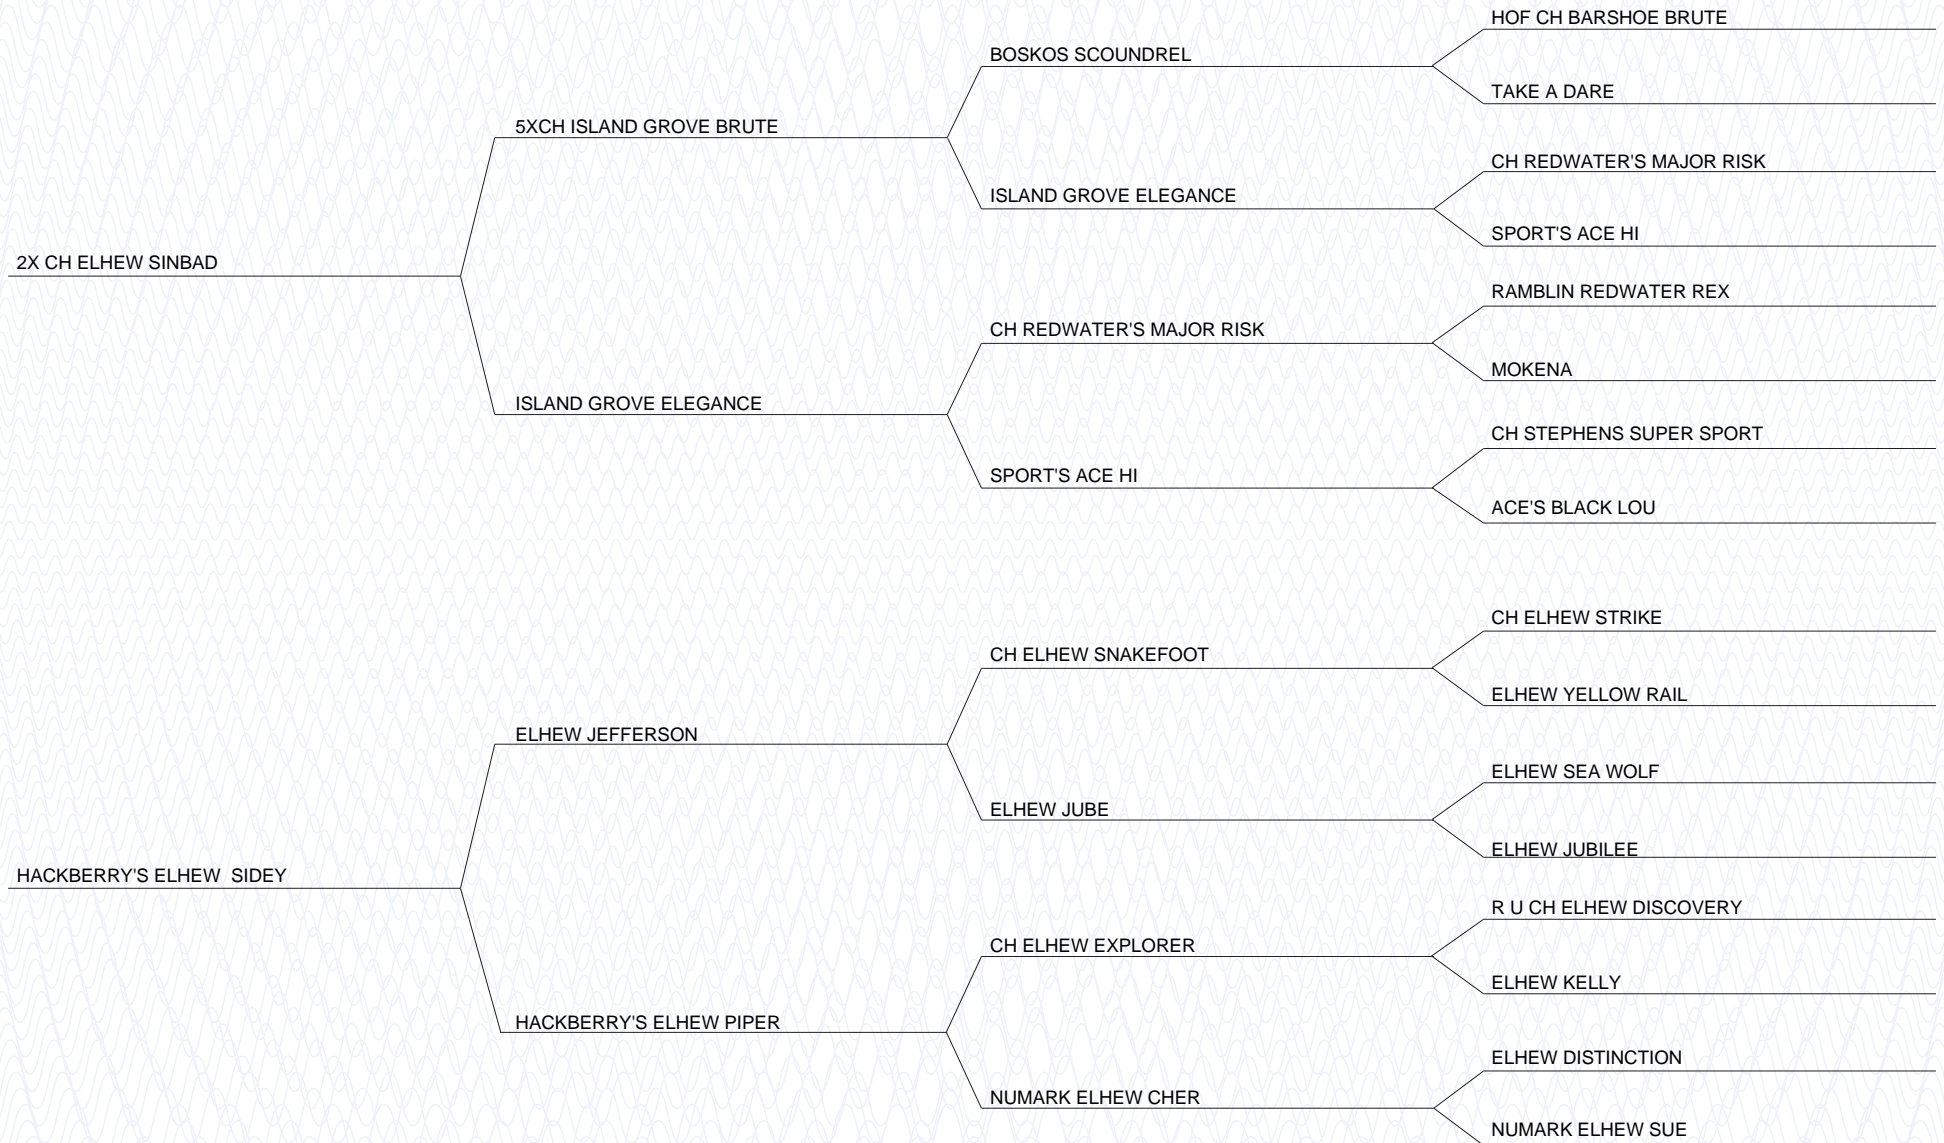 HOF CH BARSHOE BRUTE
BOSKOS SCOUNDREL
TAKE A DARE
5XCH ISLAND GROVE BRUTE
CH REDWATER'S MAJOR RISK
ISLAND GROVE ELEGANCE
SPORT'S ACE HI
2X CH ELHEW SINBAD
RAMBLIN REDWATER REX
CH REDWATER'S MAJOR RISK
MOKENA
ISLAND GROVE ELEGANCE
CH STEPHENS SUPER SPORT
SPORT'S ACE HI
ACE'S BLACK LOU
CH ELHEW STRIKE
CH ELHEW SNAKEFOOT
ELHEW YELLOW RAIL
ELHEW JEFFERSON
ELHEW SEA WOLF
ELHEW JUBE
ELHEW JUBILEE
HACKBERRY'S ELHEW  SIDEY
R U CH ELHEW DISCOVERY
CH ELHEW EXPLORER
ELHEW KELLY
HACKBERRY'S ELHEW PIPER
ELHEW DISTINCTION
NUMARK ELHEW CHER
NUMARK ELHEW SUE